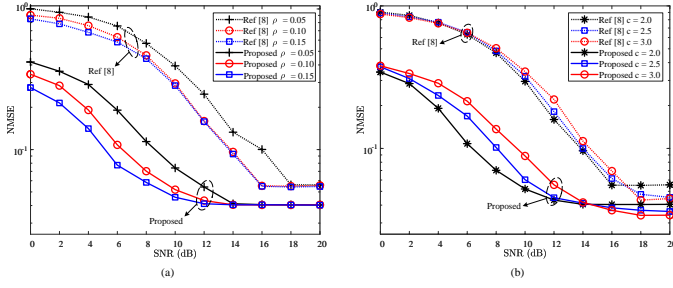 10^0
10^-1
NMSE
0 2 4 6 8 10 12 14 16 18 20
SNR (dB)
Ref [8] ρ = 0.05
Ref [8] ρ = 0.10
Ref [8] ρ = 0.15
Proposed ρ = 0.05
Proposed ρ = 0.10
Proposed ρ = 0.15
Ref [8]
Proposed
(a)
10^0
10^-1
NMSE
0 2 4 6 8 10 12 14 16 18 20
SNR (dB)
Ref [8] c = 2.0
Ref [8] c = 2.5
Ref [8] c = 3.0
Proposed c = 2.0
Proposed c = 2.5
Proposed c = 3.0
Ref [8]
Proposed
(b)